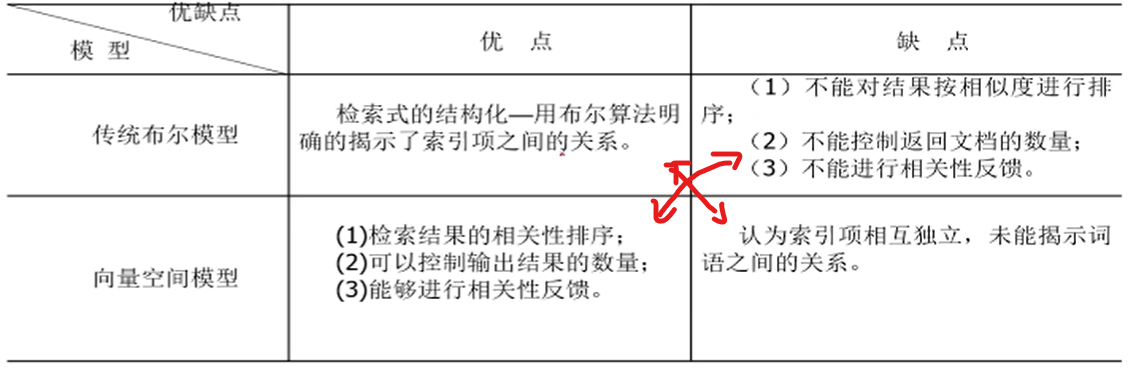 优缺点
模 型
优 点
缺 点
传统布尔模型
检索式的结构化—用布尔算法明
确的揭示了索引项之间的关系。
（1）不能对结果按相似度进行排
序；
（2）不能控制返回文档的数量；
（3）不能进行相关性反馈。
向量空间模型
(1)检索结果的相关性排序；
(2)可以控制输出结果的数量；
(3)能够进行相关性反馈。
认为索引项相互独立，未能揭示词
语之间的关系。